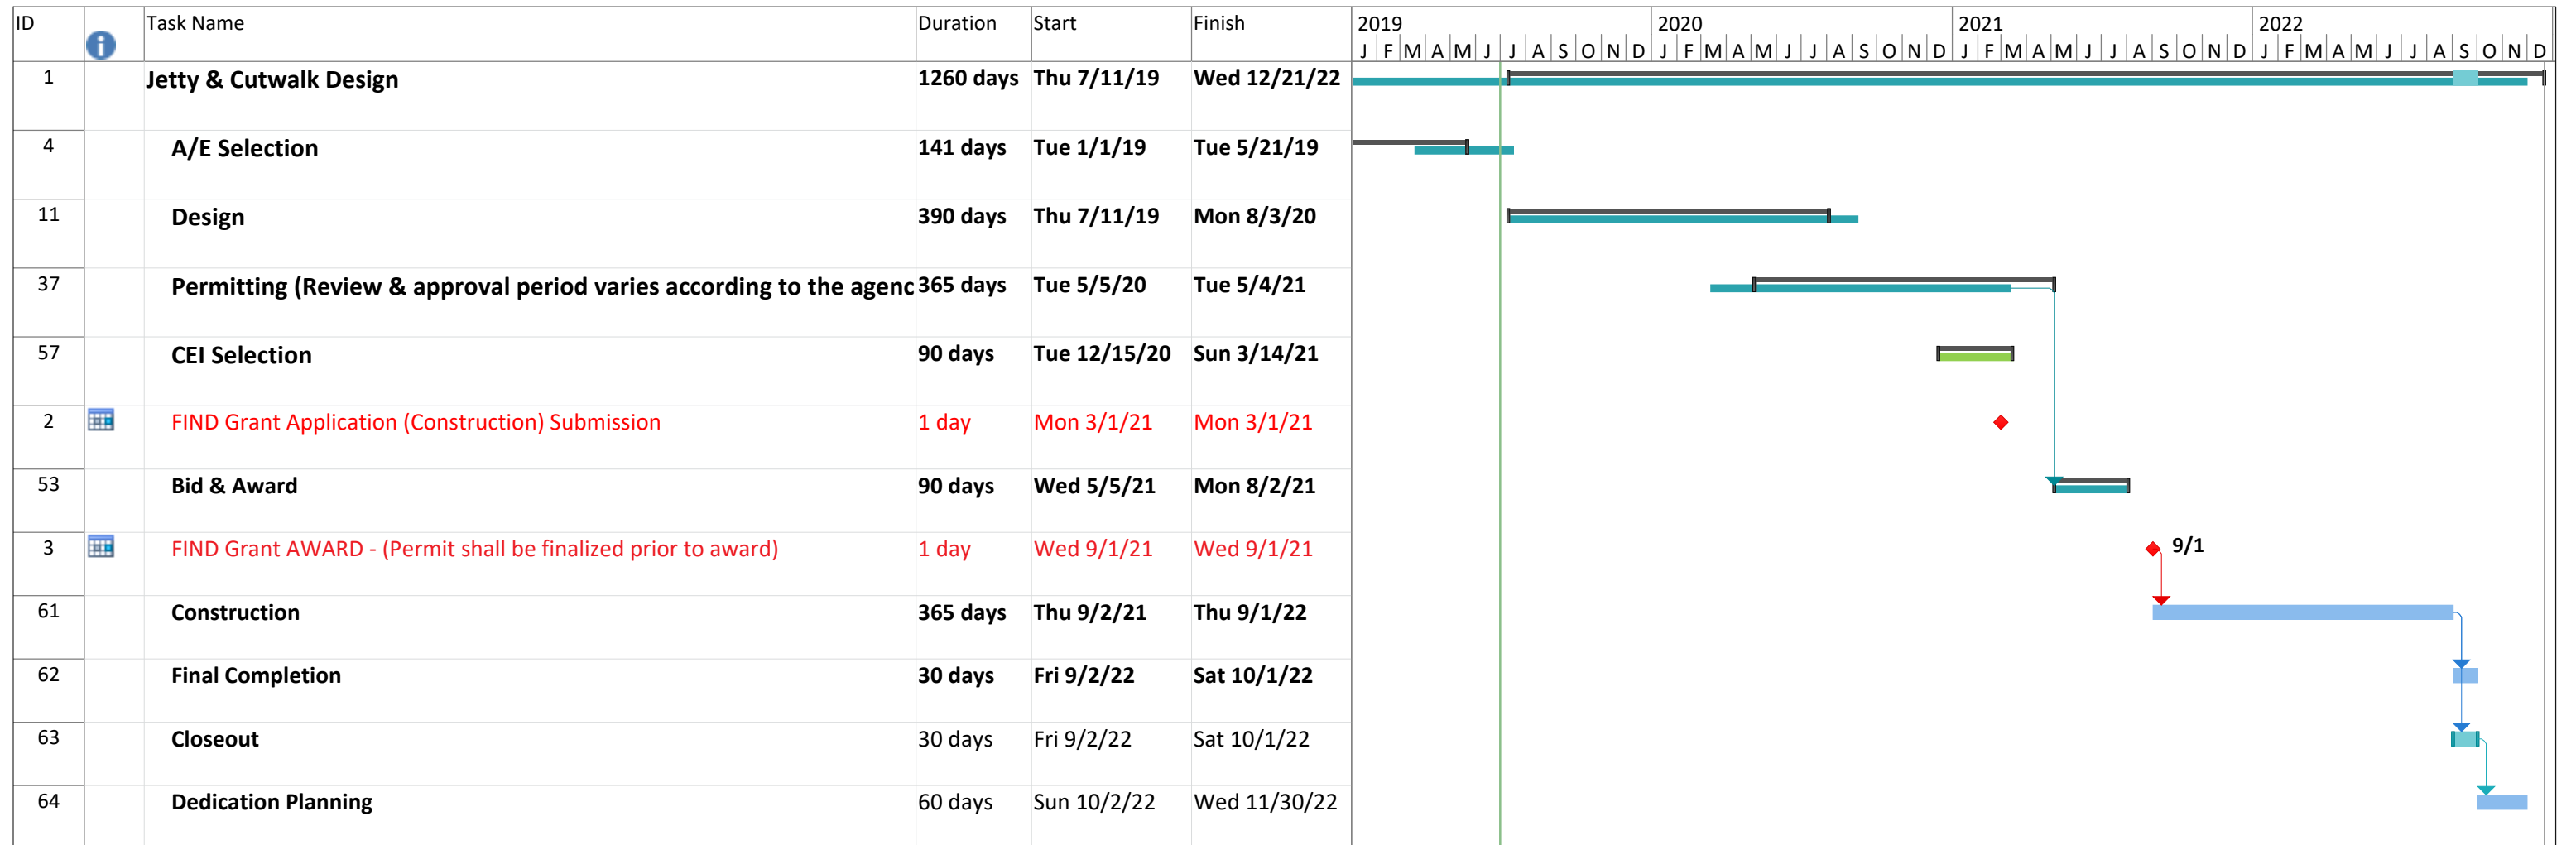 ID Task Name Duration Start Finish 2019 2020 2021 2022
J F M A M J J A S O N D J F M A M J J A S O N D J F M A M J J A S O N D J F M A M J J A S O N D
1 Jetty & Cutwalk Design 1260 days Thu 7/11/19 Wed 12/21/22
4 A/E Selection 141 days Tue 1/1/19 Tue 5/21/19
11 Design 390 days Thu 7/11/19 Mon 8/3/20
37 Permitting (Review & approval period varies according to the agenc 365 days Tue 5/5/20 Tue 5/4/21
57 CEI Selection 90 days Tue 12/15/20 Sun 3/14/21
2 FIND Grant Application (Construction) Submission 1 day Mon 3/1/21 Mon 3/1/21
53 Bid & Award 90 days Wed 5/5/21 Mon 8/2/21
3 FIND Grant AWARD - (Permit shall be finalized prior to award) 1 day Wed 9/1/21 Wed 9/1/21 9/1
61 Construction 365 days Thu 9/2/21 Thu 9/1/22
62 Final Completion 30 days Fri 9/2/22 Sat 10/1/22
63 Closeout 30 days Fri 9/2/22 Sat 10/1/22
64 Dedication Planning 60 days Sun 10/2/22 Wed 11/30/22